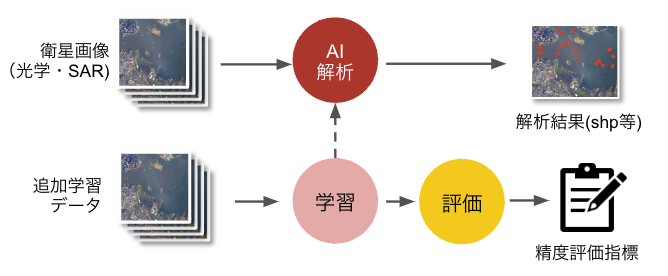 衛星画像
（光学・SAR)
AI
解析
解析結果(shp等)
追加学習
データ
学習
評価
精度評価指標